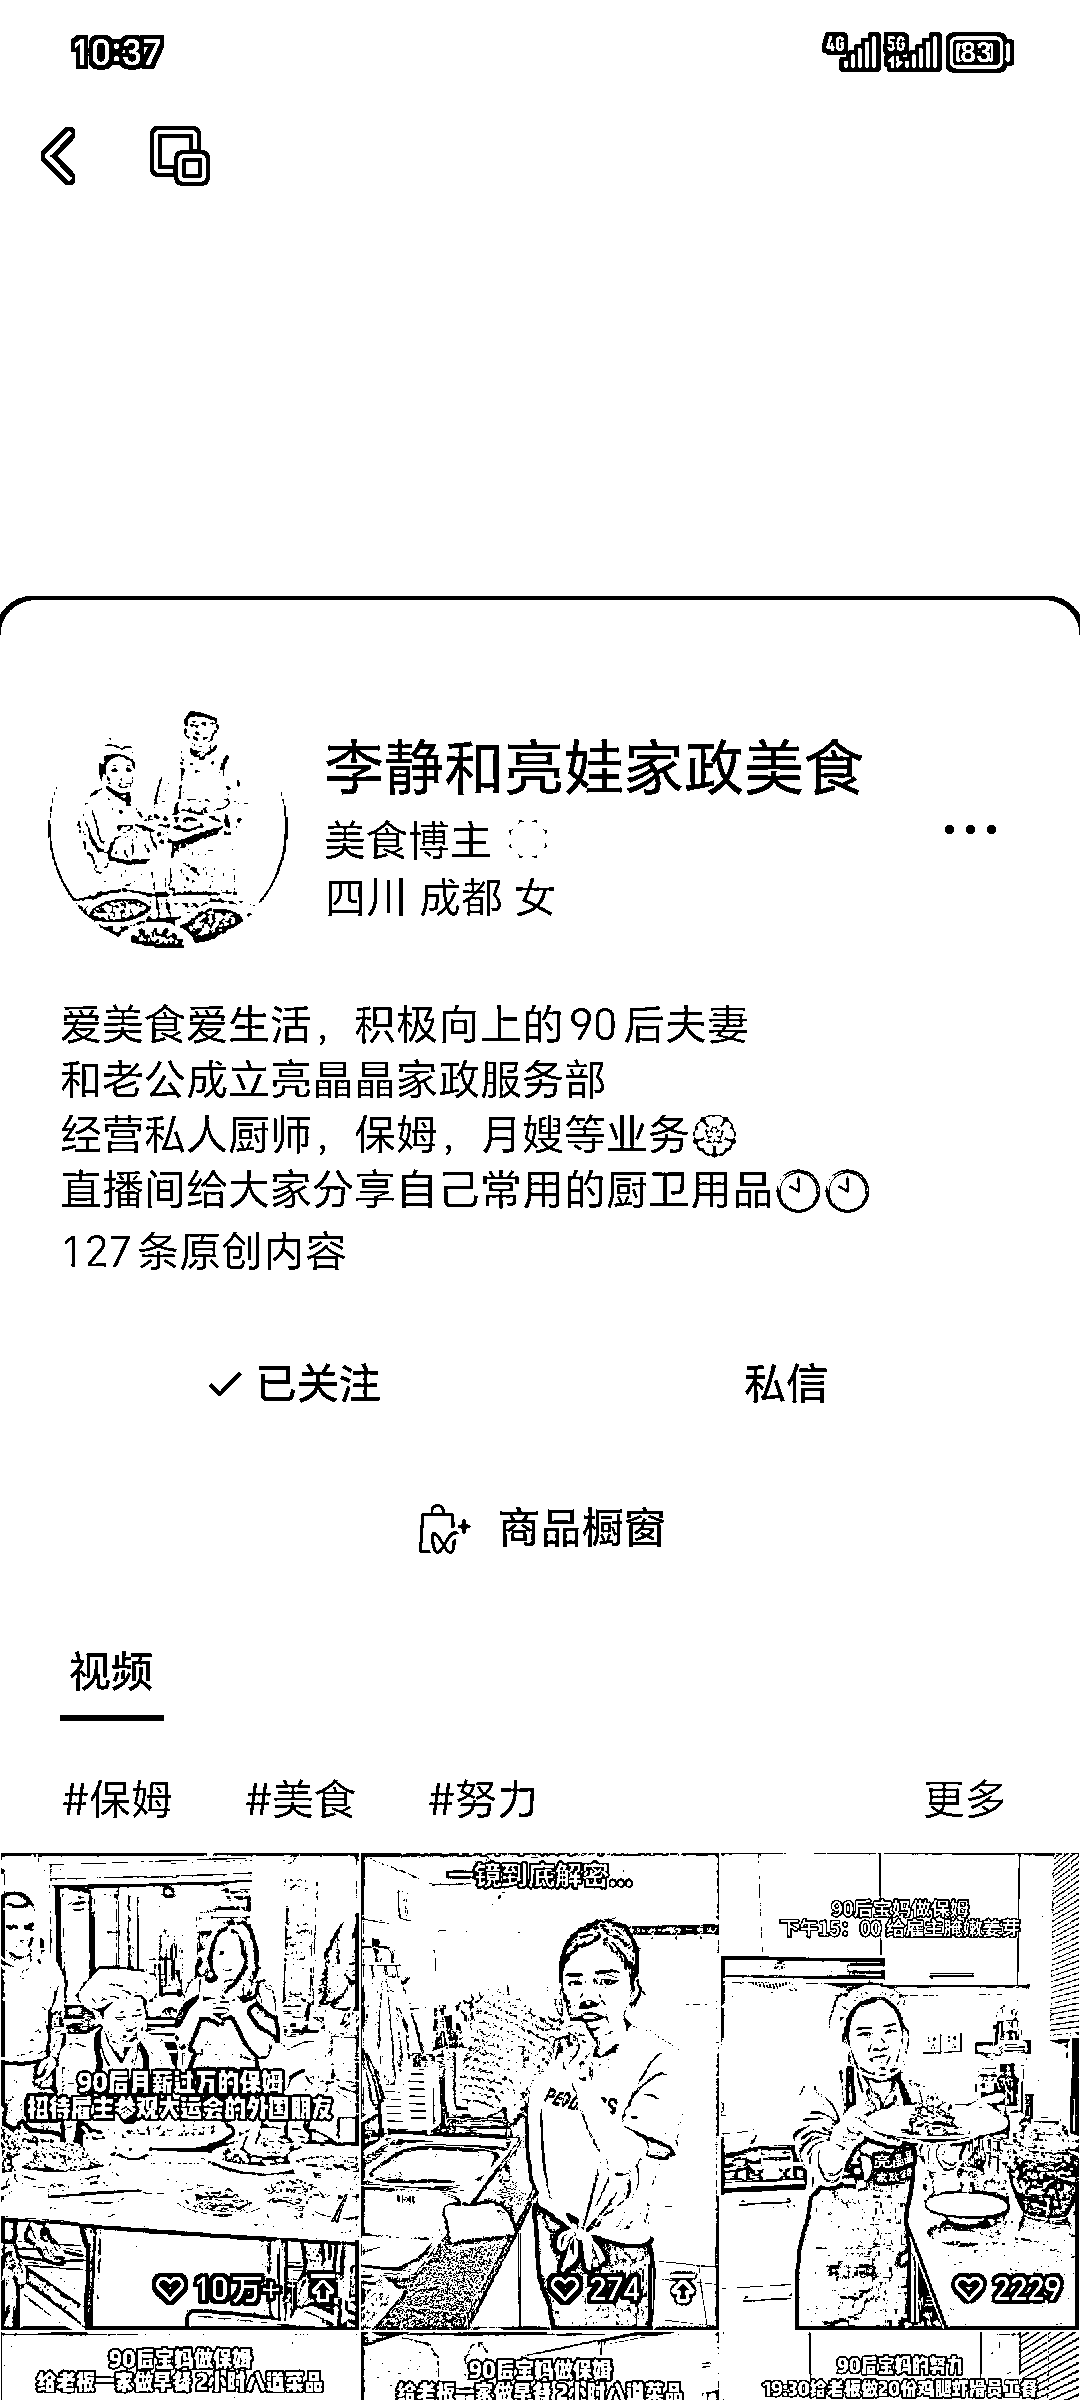 10:37
4G 5G 83
李静和亮娃家政美食
美食博主
四川 成都 女
爱美食爱生活，积极向上的90后夫妻
和老公成立亮晶晶家政服务部
经营私人厨师，保姆，月嫂等业务
直播间给大家分享自己常用的厨卫用品
127条原创内容
已关注
私信
商品橱窗
视频
#保姆 #美食 #努力 更多
90后月薪过万的保姆
招待雇主参观大运会的外国朋友
10万+
一镜到底解密...
274
90后宝妈做保姆
下午15：00 给雇主腌嫩姜芽
2229
90后宝妈做保姆
给老板一家做早餐2小时八道菜品
90后宝妈做保姆
给老板一家做早餐2小时八道菜品
90后宝妈的努力
19:30给老板做20份鸡腿虾滑员工餐